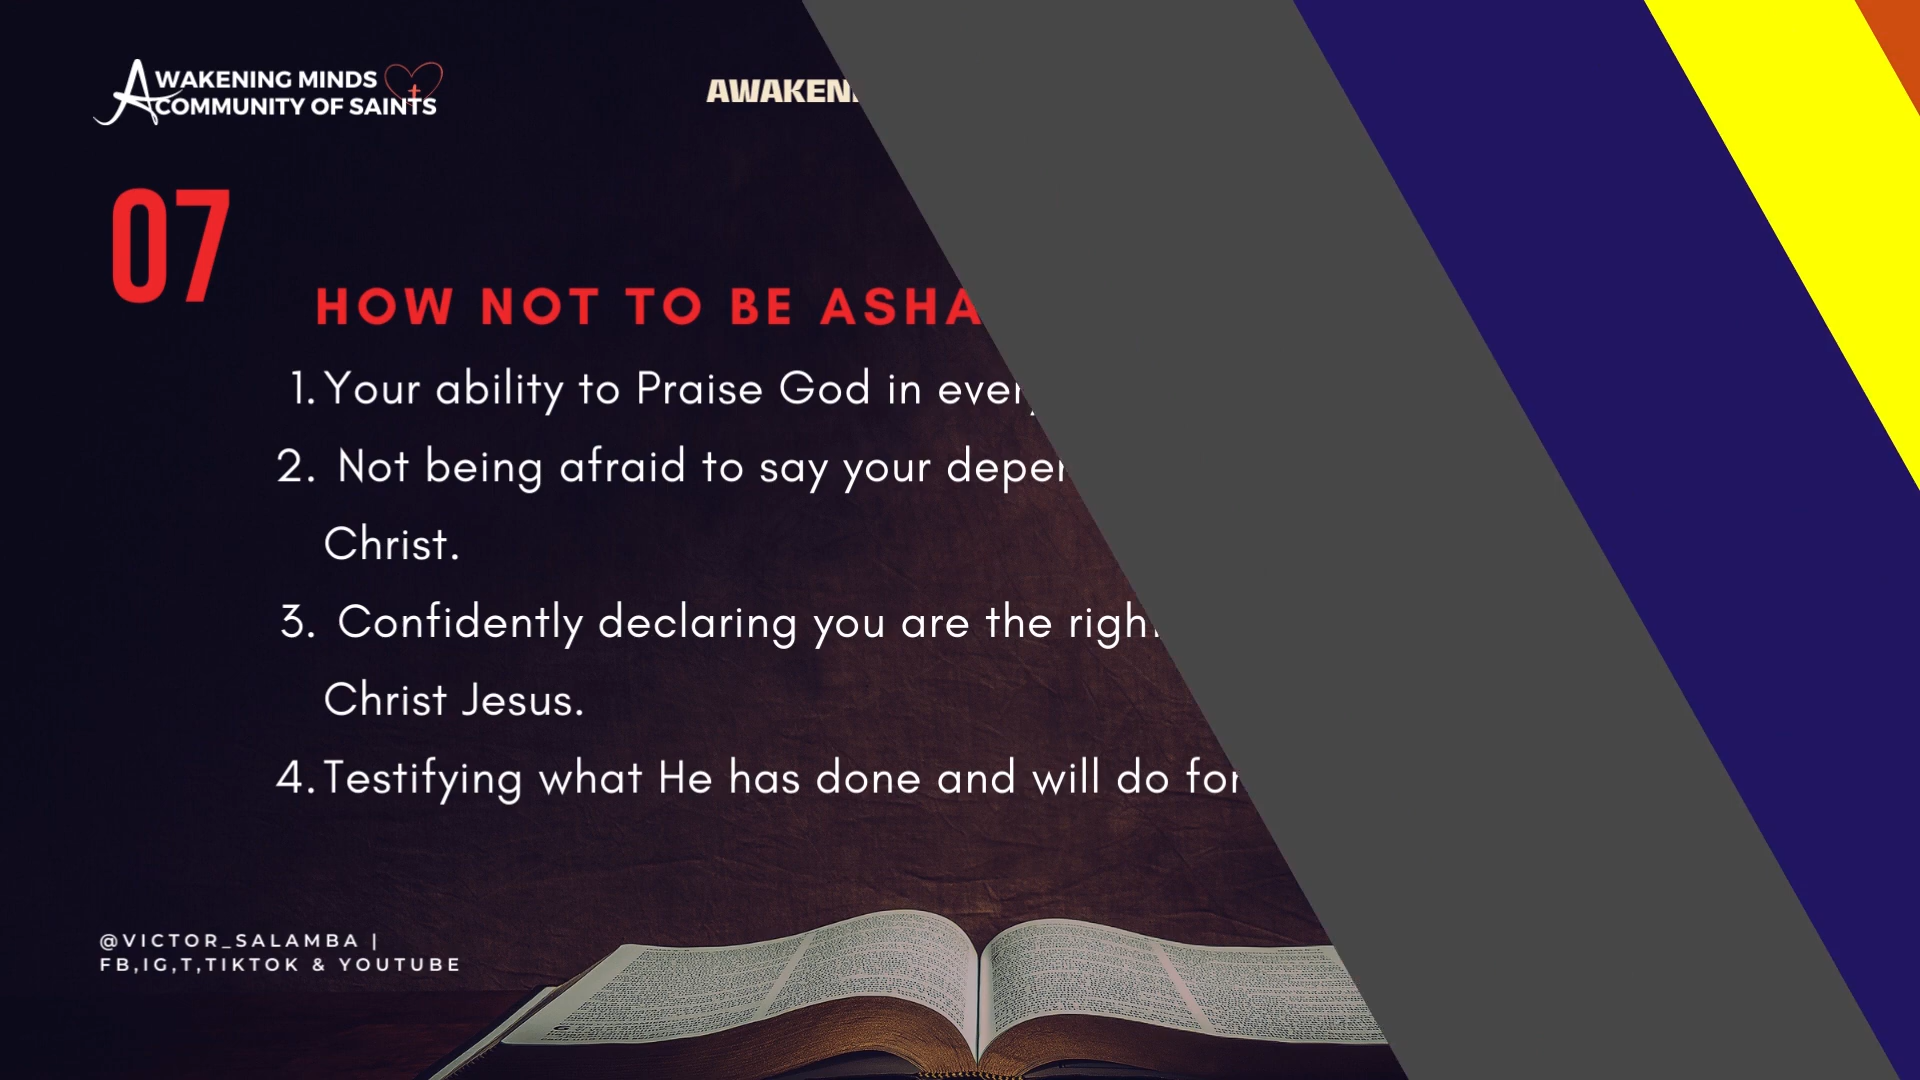 AWAKENING MINDS
COMMUNITY OF SAINTS
07
HOW NOT TO BE
1. Your ability to Praise God in
2. Not being afraid to say your
Christ.
3. Confidently declaring you are the
Christ Jesus.
4. Testifying what He has done and will do for
@VICTOR_SALAMBA |
FB,IG,T,TIKTOK & YOUTUBE